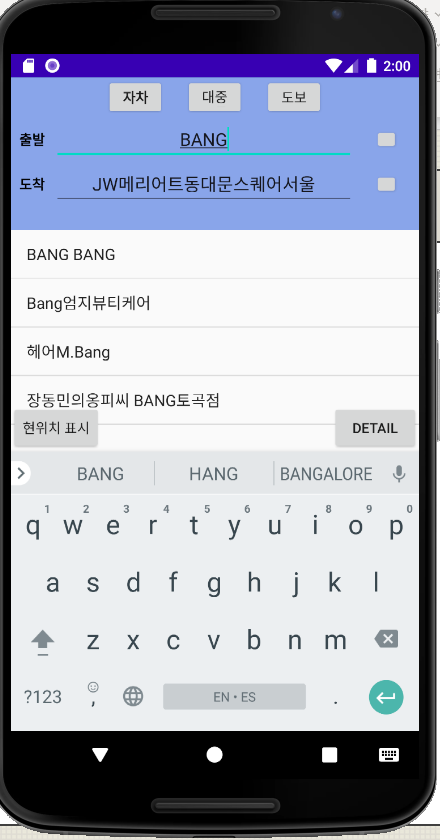 2:00
자차 대중 도보
출발 BANG
도착 JW메리어트동대문스퀘어서울
BANG BANG
Bang엄지뷰티케어
헤어M.Bang
장동민의옹피씨 BANG토곡점
현위치 표시 DETAIL
BANG HANG BANGALORE
1 2 3 4 5 6 7 8 9 0
q w e r t y u i o p
a s d f g h j k l
z x c v b n m
?123 , EN • ES .